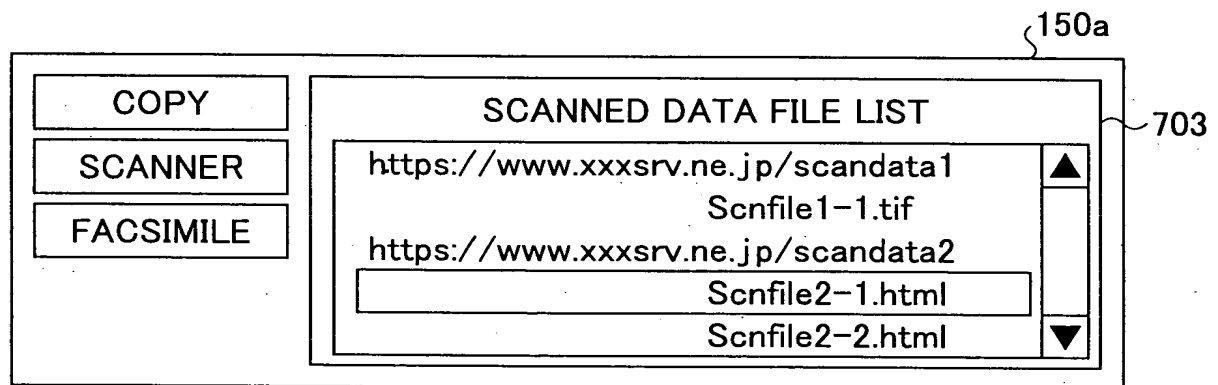 150a
COPY
SCANNER
FACSIMILE
SCANNED DATA FILE LIST
703
https://www.xxxsrv.ne.jp/scandata1
Scnfile1-1.tif
https://www.xxxsrv.ne.jp/scandata2
Scnfile2-1.html
Scnfile2-2.html